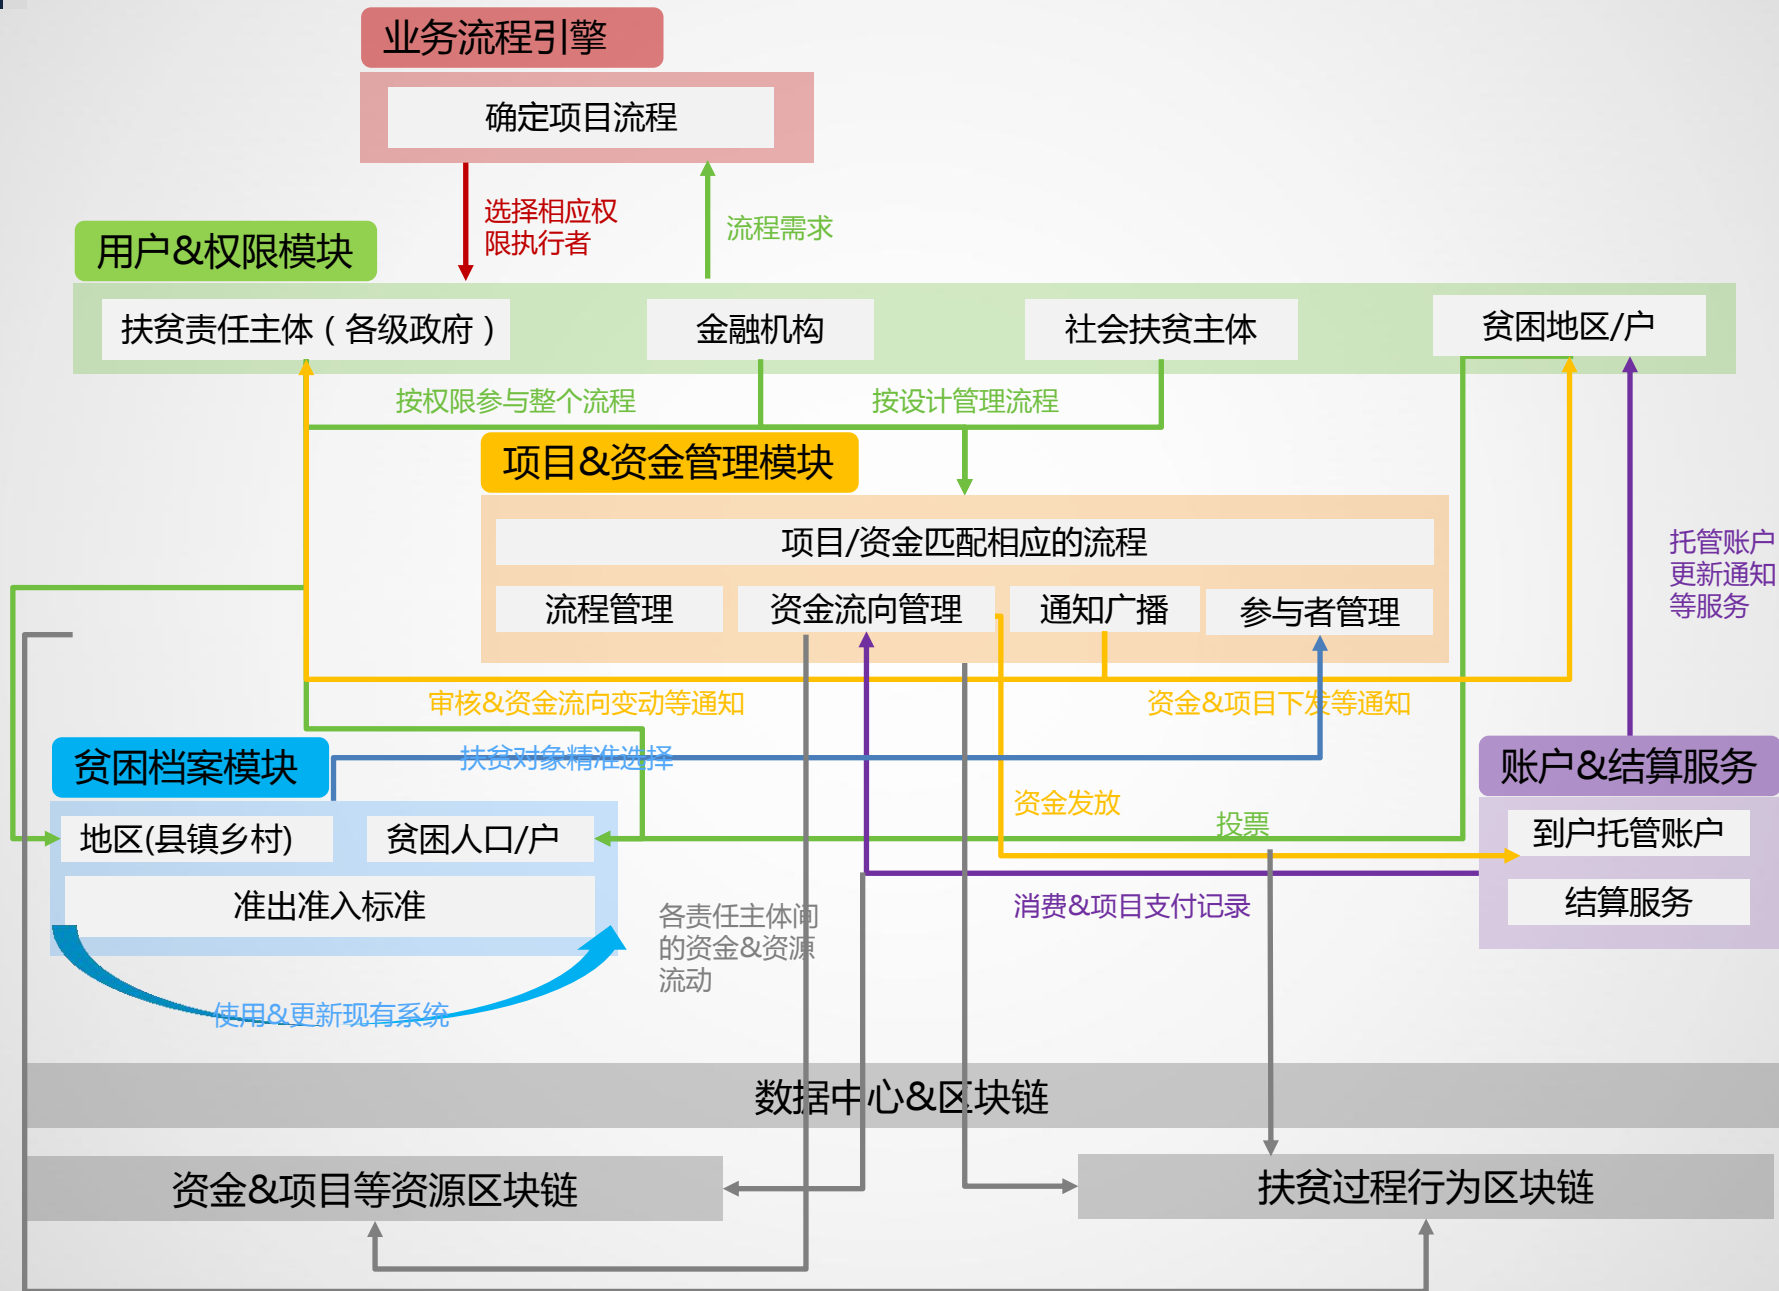 业务流程引擎
确定项目流程
选择相应权
限执行者
流程需求
用户&权限模块
扶贫责任主体（各级政府）
金融机构
社会扶贫主体
贫困地区/户
按权限参与整个流程
按设计管理流程
项目&资金管理模块
项目/资金匹配相应的流程
流程管理
资金流向管理
通知广播
参与者管理
托管账户
更新通知
等服务
审核&资金流向变动等通知
资金&项目下发等通知
贫困档案模块
扶贫对象精准选择
账户&结算服务
资金发放
投票
地区(县镇乡村)
贫困人口/户
到户托管账户
准出准入标准
结算服务
各责任主体间
的资金&资源
流动
消费&项目支付记录
使用&更新现有系统
数据中心&区块链
资金&项目等资源区块链
扶贫过程行为区块链